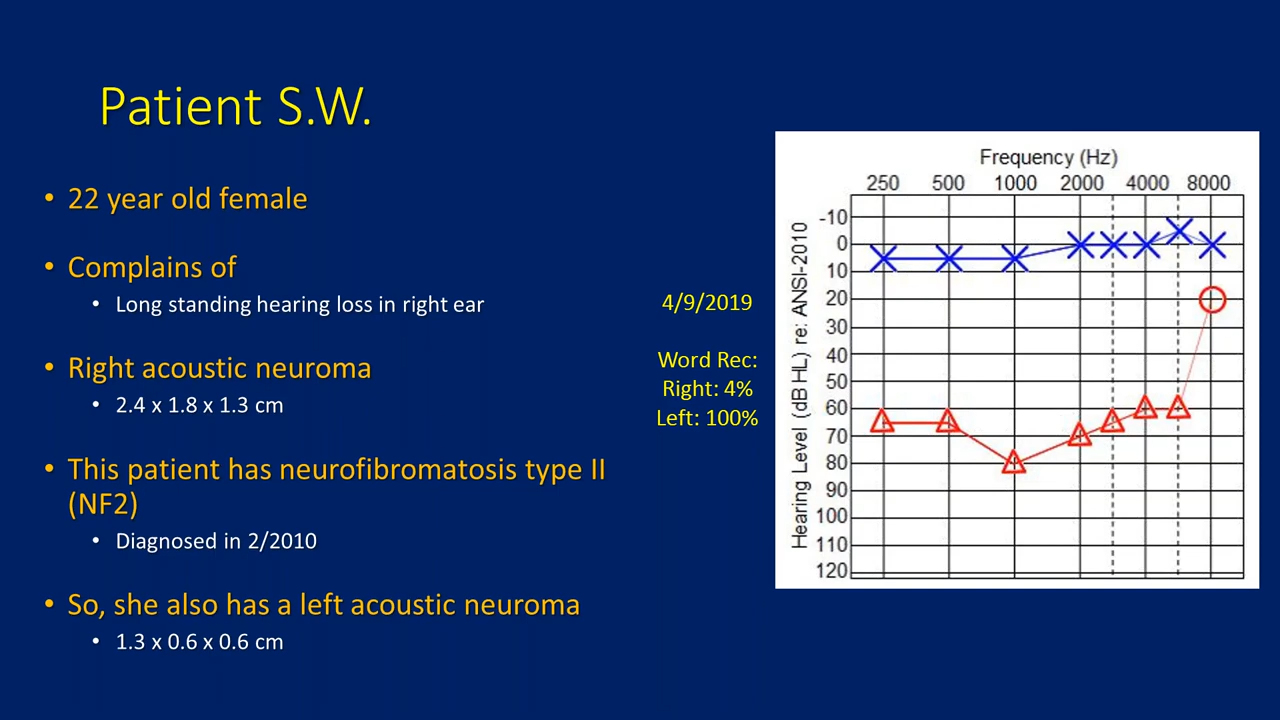 Patient S.W.
• 22 year old female
• Complains of
• Long standing hearing loss in right ear
• Right acoustic neuroma
• 2.4 x 1.8 x 1.3 cm
• This patient has neurofibromatosis type II
(NF2)
• Diagnosed in 2/2010
• So, she also has a left acoustic neuroma
• 1.3 x 0.6 x 0.6 cm
4/9/2019
Word Rec:
Right: 4%
Left: 100%
Frequency (Hz)
250 500 1000 2000 4000 8000
Hearing Level (dB HL) re: ANSI-2010
-10
0
10
20
30
40
50
60
70
80
90
100
110
120